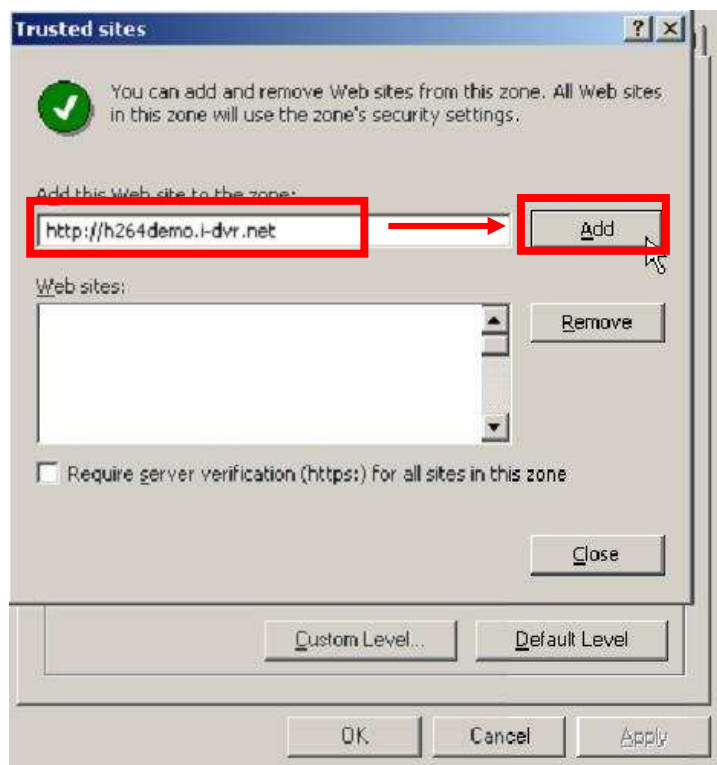 Trusted sites
You can add and remove Web sites from this zone. All Web sites
in this zone will use the zone's security settings.
Add this Web site to the zone:
http://h264demo.i-dvr.net
Add
Web sites:
Remove
Require server verification (https:) for all sites in this zone
Close
Custom Level...
Default Level
OK
Cancel
Apply